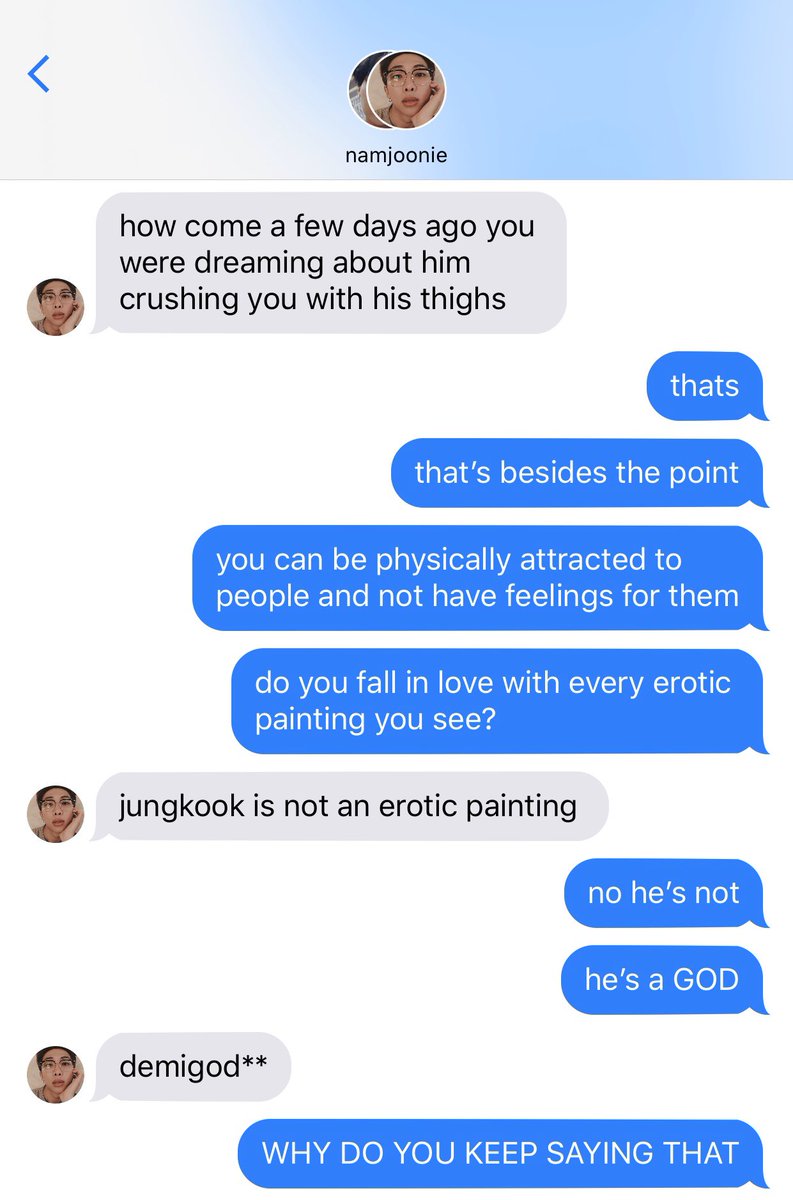 namjoonie
how come a few days ago you
were dreaming about him
crushing you with his thighs
thats
that’s besides the point
you can be physically attracted to
people and not have feelings for them
do you fall in love with every erotic
painting you see?
jungkook is not an erotic painting
no he’s not
he’s a GOD
demigod**
WHY DO YOU KEEP SAYING THAT